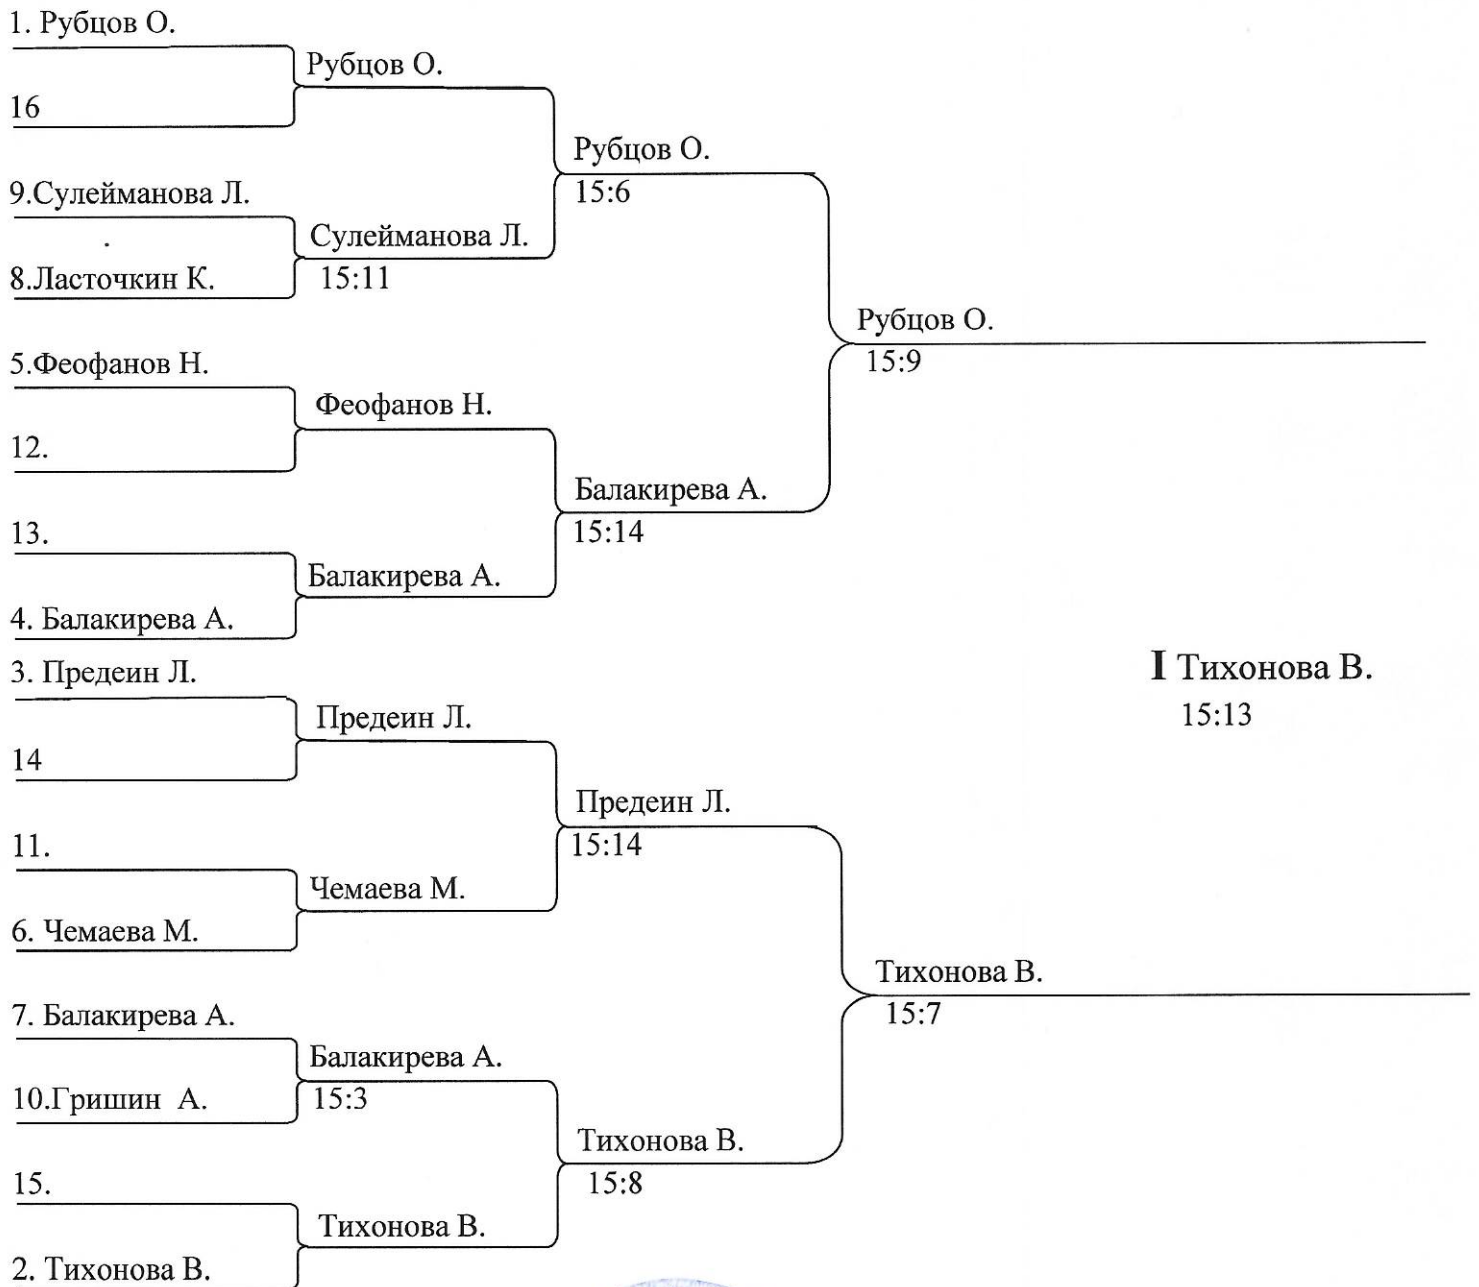 1. Рубцов О.
Рубцов О.
16
Рубцов О.
15:6
9.Сулейманова Л.
Сулейманова Л.
8.Ласточкин К.
15:11
Рубцов О.
15:9
5.Феофанов Н.
Феофанов Н.
12.
Балакирева А.
15:14
13.
Балакирева А.
4. Балакирева А.
I Тихонова В.
15:13
3. Предеин Л.
Предеин Л.
14
Предеин Л.
15:14
11.
Чемаева М.
6. Чемаева М.
Тихонова В.
15:7
7. Балакирева А.
Балакирева А.
10.Гришин А.
15:3
Тихонова В.
15:8
15.
Тихонова В.
2. Тихонова В.